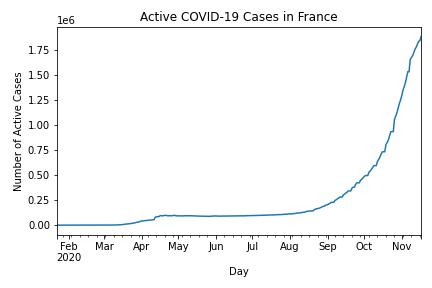 Active COVID-19 Cases in France
1e6
Number of Active Cases
1.75
1.50
1.25
1.00
0.75
0.50
0.25
0.00
Feb Mar Apr May Jun Jul Aug Sep Oct Nov
2020
Day